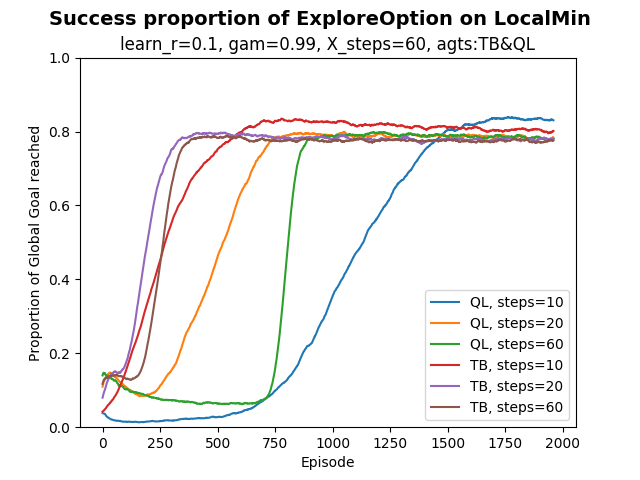 Success proportion of ExploreOption on LocalMin
learn_r=0.1, gam=0.99, X_steps=60, agts:TB&QL
Proportion of Global Goal reached
1.0
0.8
0.6
0.4
0.2
0.0
QL, steps=10
QL, steps=20
QL, steps=60
TB, steps=10
TB, steps=20
TB, steps=60
0 250 500 750 1000 1250 1500 1750 2000
Episode